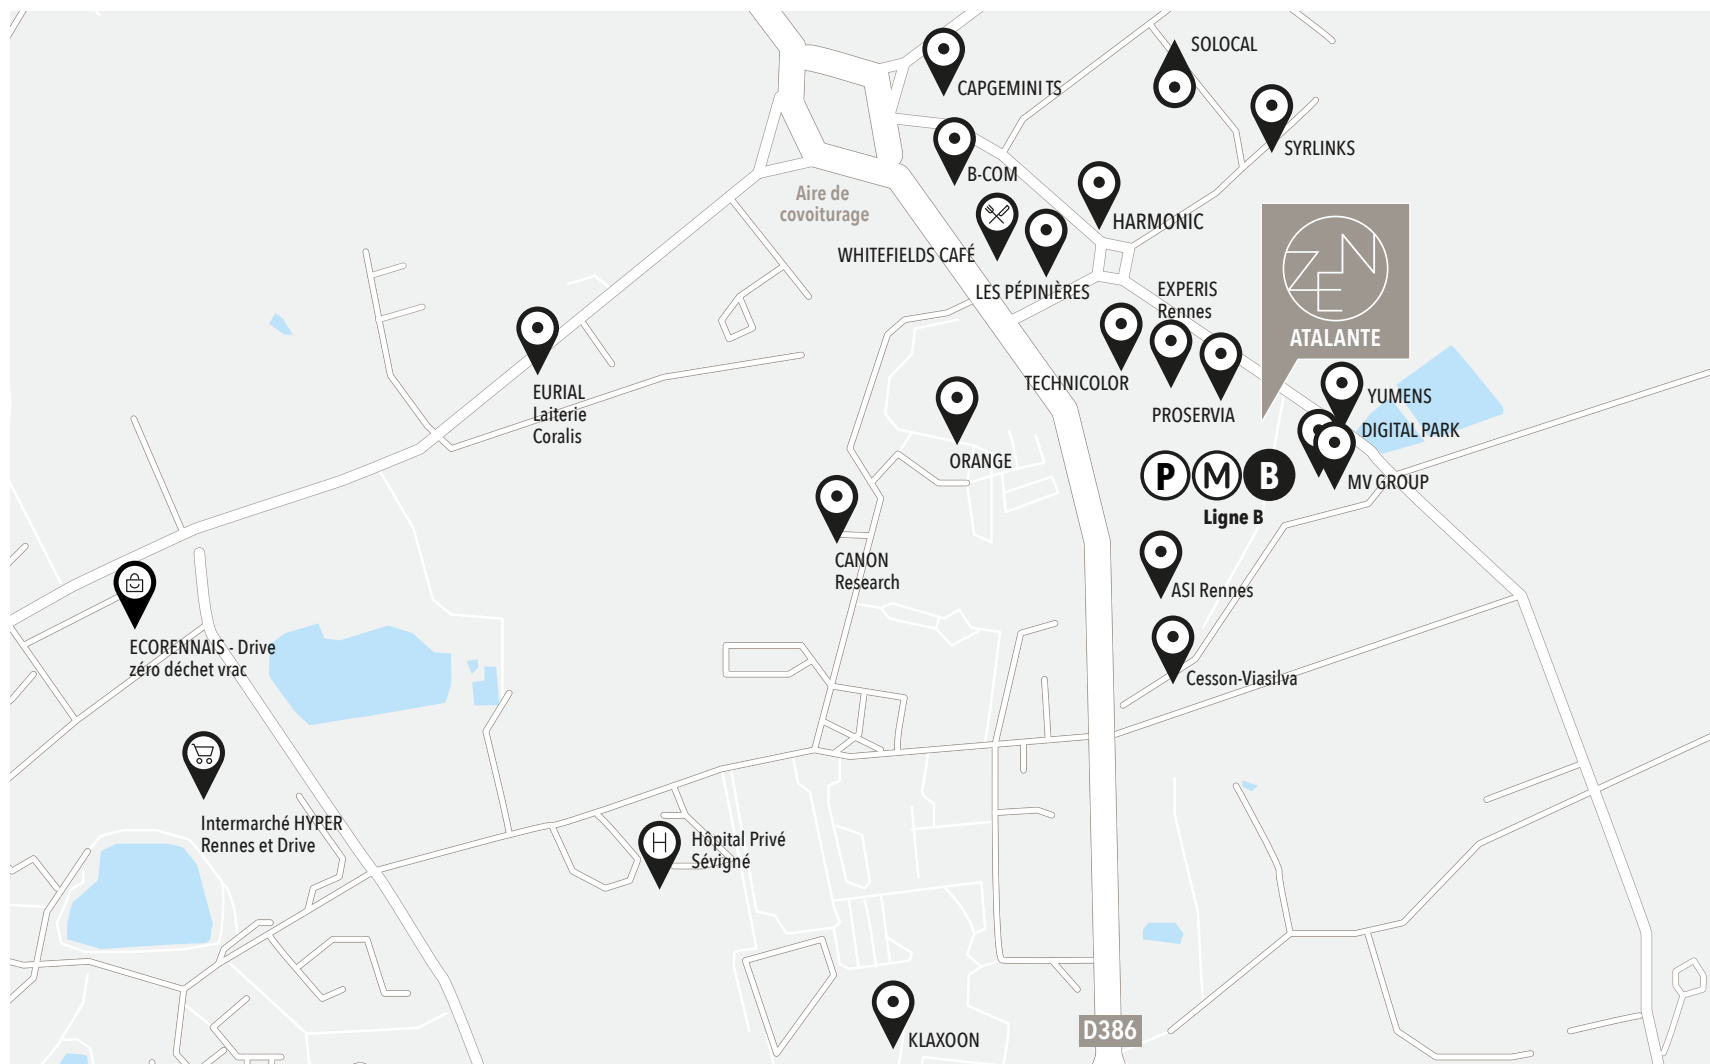 SOLOCAL
CAPGEMINI TS
SYRLINKS
B-COM
Aire de
covoiturage
HARMONIC
WHITEFIELDS CAFÉ
LES PÉPINIÈRES
EXPERIS
Rennes
ZEN
ATALANTE
TECHNICOLOR
PROSERVIA
EURIAL
Laiterie
Coralis
YUMENS
DIGITAL PARK
ORANGE
P M B
MV GROUP
Ligne B
CANON
Research
ASI Rennes
ECORENNAIS - Drive
zéro déchet vrac
Cesson-Viasilva
Intermarché HYPER
Rennes et Drive
H
Hôpital Privé
Sévigné
KLAXOON
D386